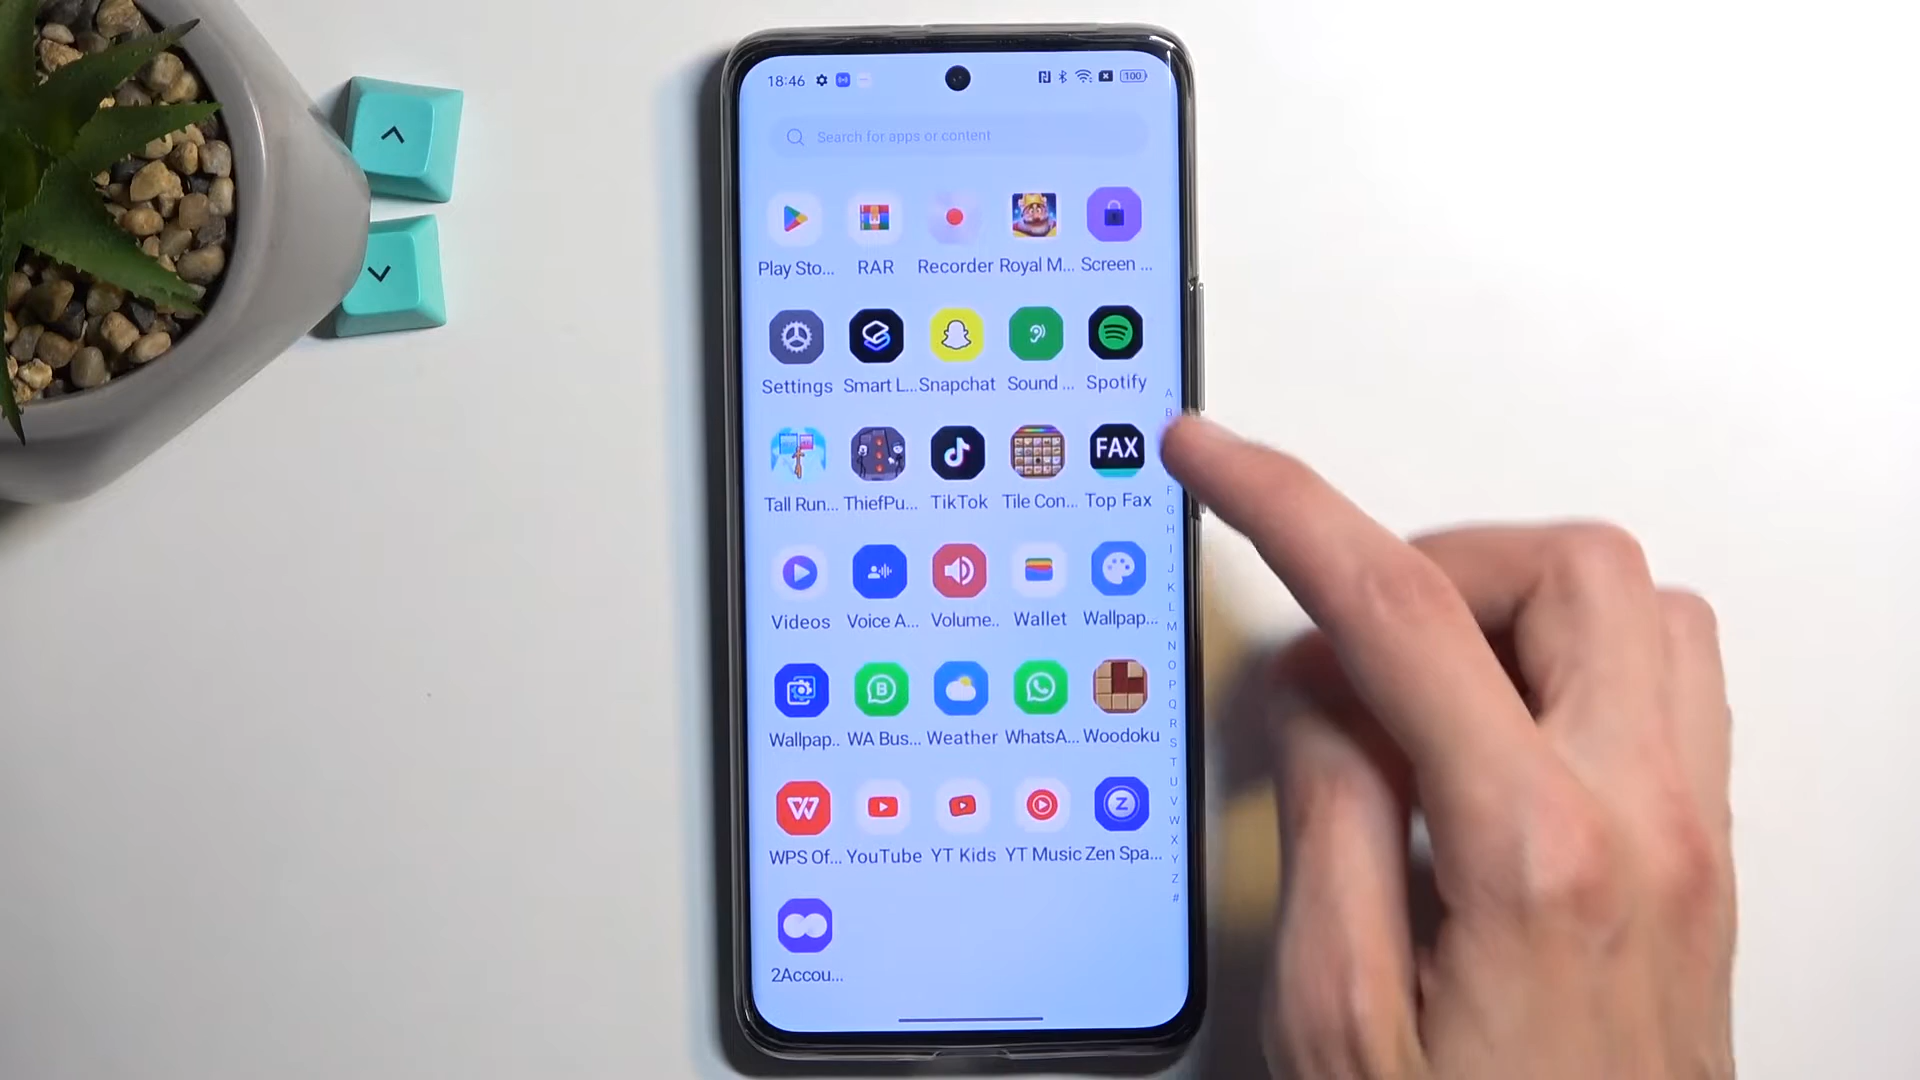 18:46
100
Search for apps or content
Play Sto... RAR Recorder Royal M... Screen ...
Settings Smart L... Snapchat Sound ... Spotify
FAX
Tall Run... ThiefPu... TikTok Tile Con... Top Fax
Videos Voice A... Volume.. Wallet Wallpap...
B
Wallpap.. WA Bus... Weather WhatsA... Woodoku
W
Z
WPS Of... YouTube YT Kids YT Music Zen Spa...
2Accou...
A
B
F
G
H
I
J
K
L
M
N
O
P
Q
R
S
T
U
V
W
X
Y
Z
#